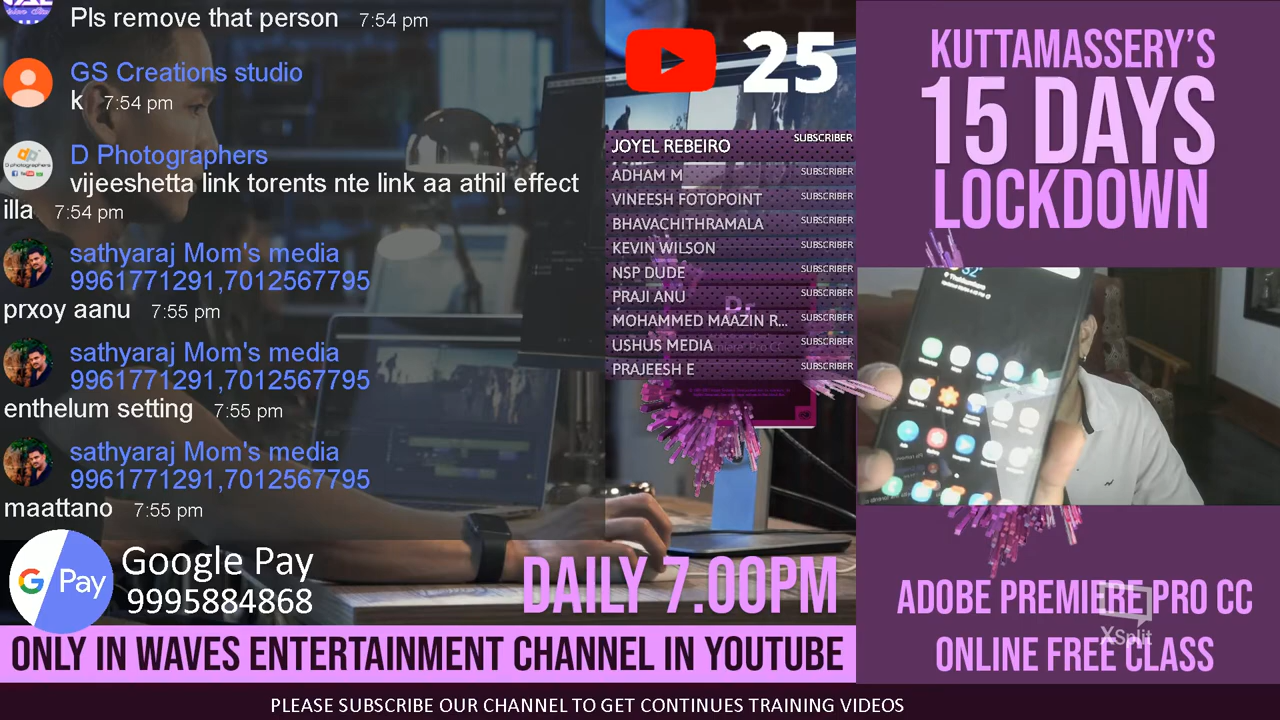 Pls remove that person 7:54 pm
GS Creations studio
k 7:54 pm
D Photographers
vijeeshetta link torents nte link aa athil effect
illa 7:54 pm
sathyaraj Mom's media
9961771291,7012567795
prxoy aanu 7:55 pm
sathyaraj Mom's media
9961771291,7012567795
enthelum setting 7:55 pm
sathyaraj Mom's media
9961771291,7012567795
maattano 7:55 pm
G Pay
Google Pay
9995884868
25
JOYEL REBEIRO SUBSCRIBER
ADHAM M SUBSCRIBER
VINEESH FOTOPOINT SUBSCRIBER
BHAVACHITHRAMALA SUBSCRIBER
KEVIN WILSON SUBSCRIBER
NSP DUDE SUBSCRIBER
PRAJI ANU SUBSCRIBER
MOHAMMED MAAZIN R... SUBSCRIBER
USHUS MEDIA SUBSCRIBER
PRAJEESH E SUBSCRIBER
DAILY 7.00PM
ONLY IN WAVES ENTERTAINMENT CHANNEL IN YOUTUBE
KUTTAMASSERY'S
15 DAYS
LOCKDOWN
ADOBE PREMIERE PRO CC
XSplit
ONLINE FREE CLASS
PLEASE SUBSCRIBE OUR CHANNEL TO GET CONTINUES TRAINING VIDEOS